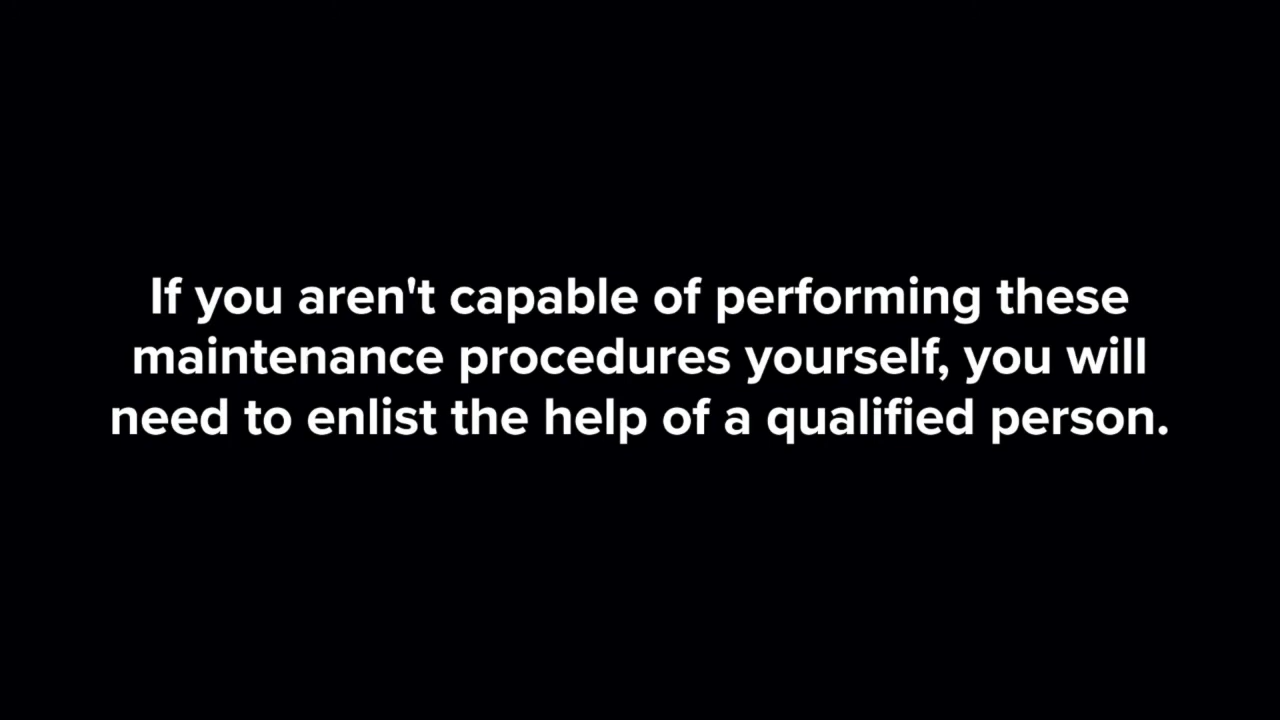 If you aren't capable of performing these
maintenance procedures yourself, you will
need to enlist the help of a qualified person.